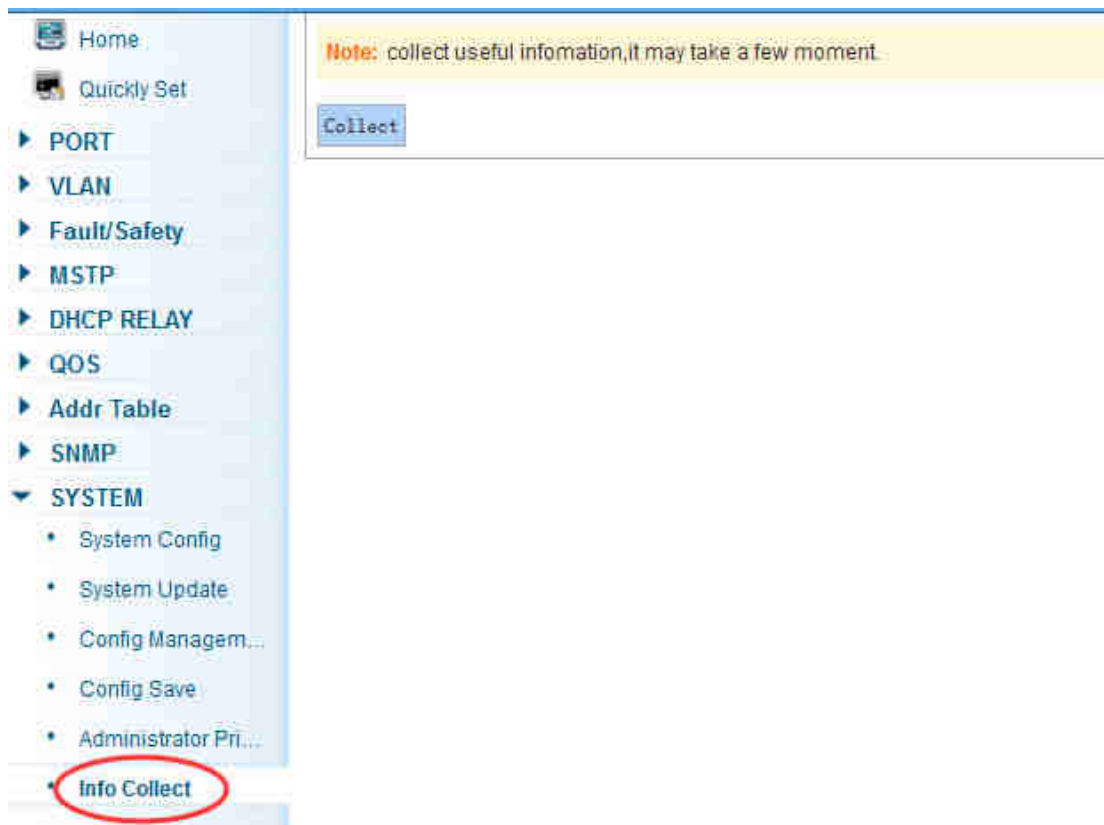 Home
Quickly Set
PORT
VLAN
Fault/Safety
MSTP
DHCP RELAY
QOS
Addr Table
SNMP
SYSTEM
System Config
System Update
Config Managem...
Config Save
Administrator Pri...
Info Collect
Note: collect useful infomation,it may take a few moment.
Collect